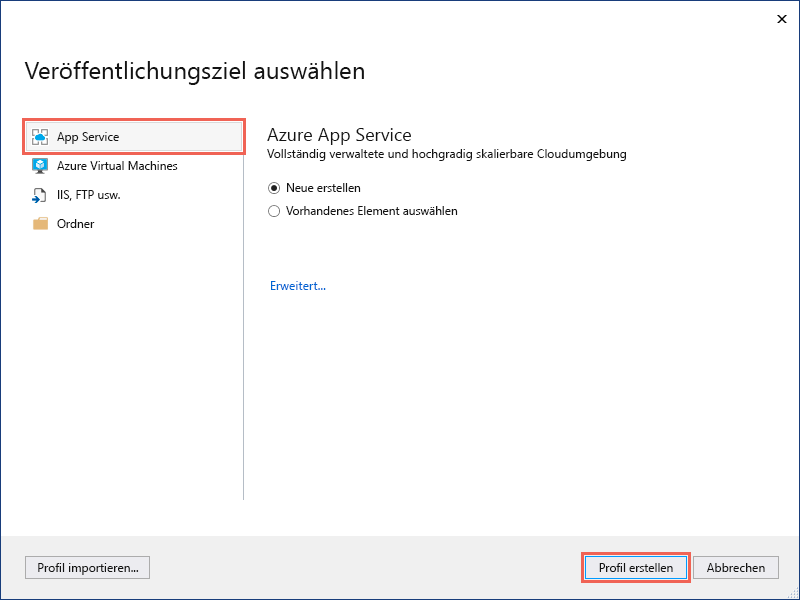 Veröffentlichungsziel auswählen
App Service
Azure Virtual Machines
IIS, FTP usw.
Ordner
Azure App Service
Vollständig verwaltete und hochgradig skalierbare Cloudumgebung
Neue erstellen
Vorhandenes Element auswählen
Erweitert...
Profil importieren...
Profil erstellen
Abbrechen